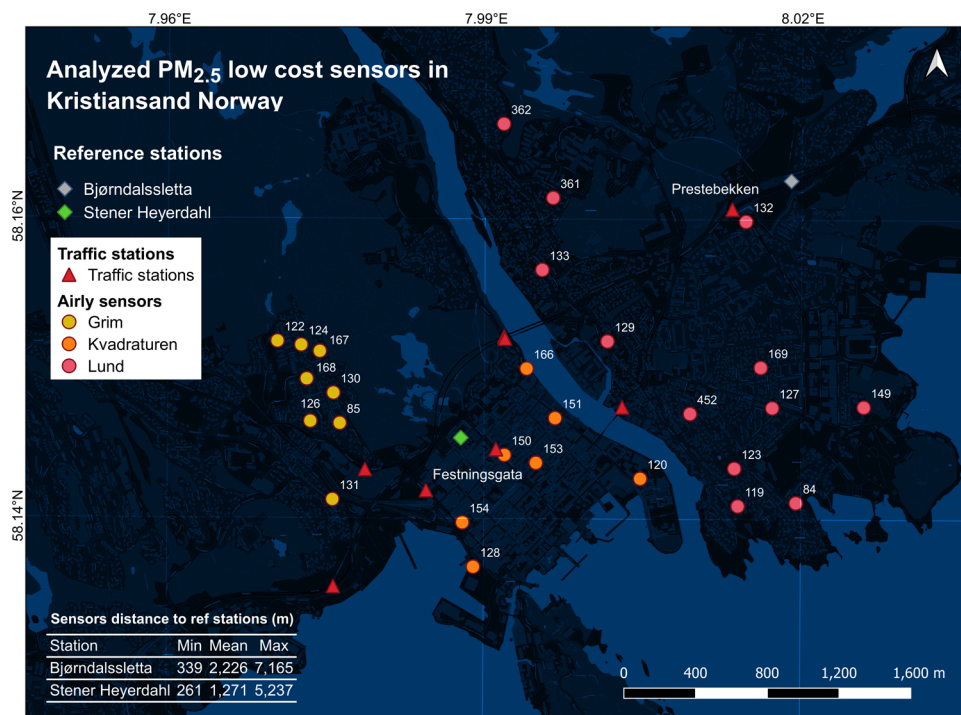 7.96°E 7.99°E 8.02°E
Analyzed PM2.5 low cost sensors in
Kristiansand Norway
Reference stations
Bjørndalssletta
Stener Heyerdahl
Traffic stations
Traffic stations
Airly sensors
Grim
Kvadraturen
Lund
58.16°N
58.14°N
362
361
Prestebekken
132
133
129
122
124
167
168
130
126
85
131
166
151
150
153
Festningsgata
120
154
128
169
127
149
452
123
119
84
Sensors distance to ref stations (m)
Station Min Mean Max
Bjørndalssletta 339 2,226 7,165
Stener Heyerdahl 261 1,271 5,237
0 400 800 1,200 1,600 m